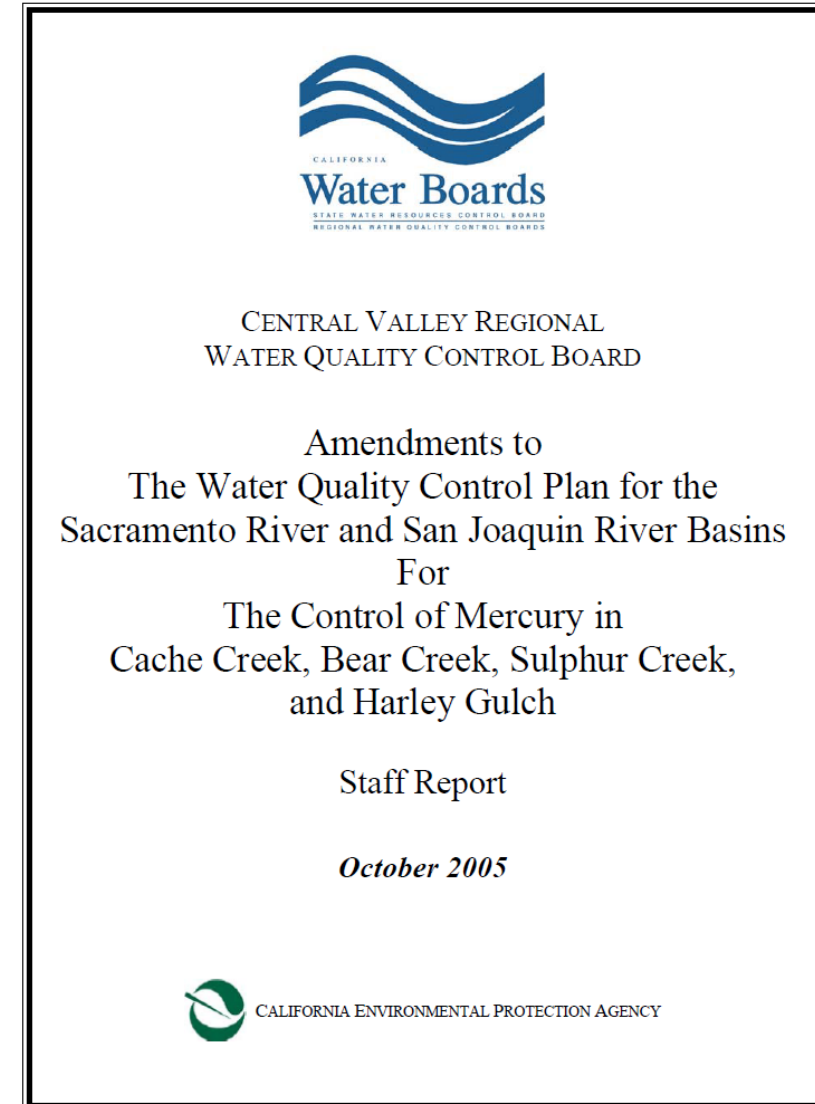 CALIFORNIA
Water Boards
STATE WATER RESOURCES CONTROL BOARD
REGIONAL WATER QUALITY CONTROL BOARDS
CENTRAL VALLEY REGIONAL
WATER QUALITY CONTROL BOARD
Amendments to
The Water Quality Control Plan for the
Sacramento River and San Joaquin River Basins
For
The Control of Mercury in
Cache Creek, Bear Creek, Sulphur Creek,
and Harley Gulch
Staff Report
October 2005
CALIFORNIA ENVIRONMENTAL PROTECTION AGENCY